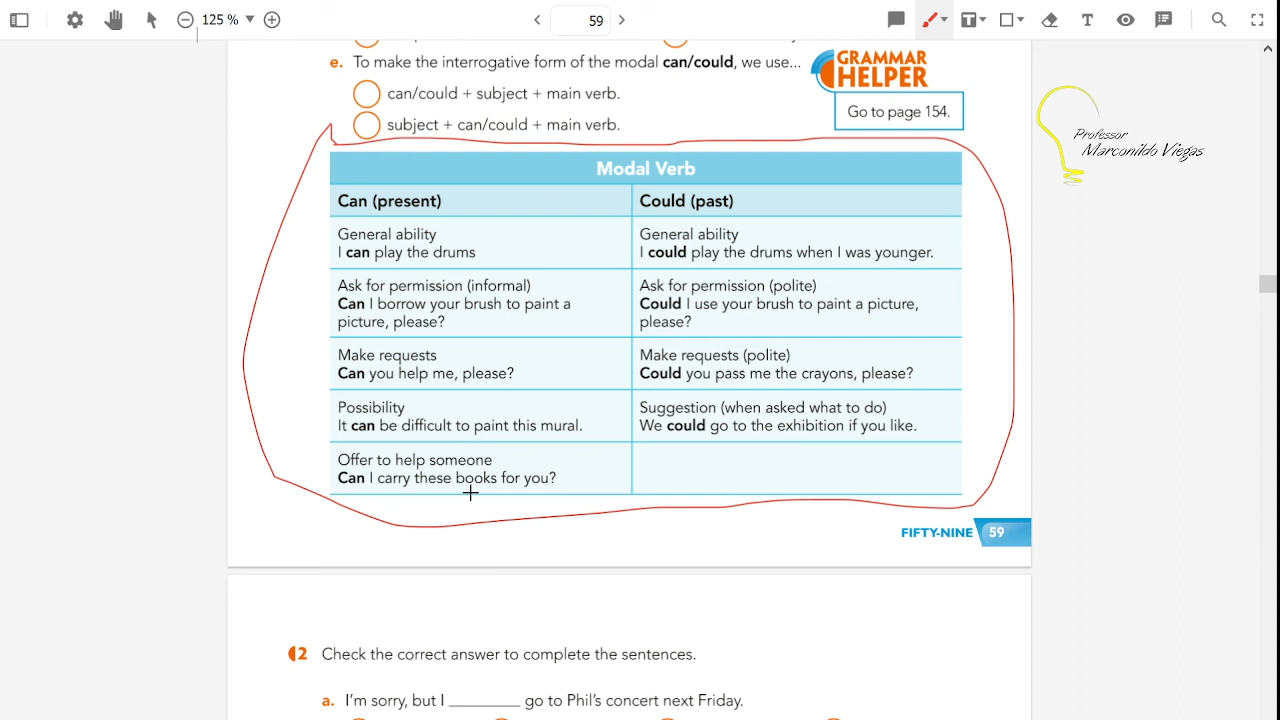 125 %
59
e. To make the interrogative form of the modal can/could, we use...
can/could + subject + main verb.
subject + can/could + main verb.
GRAMMAR
HELPER
Go to page 154.
Professor
Marconildo Viegas
Modal Verb
Can (present)
Could (past)
General ability
I can play the drums
General ability
I could play the drums when I was younger.
Ask for permission (informal)
Can I borrow your brush to paint a
picture, please?
Ask for permission (polite)
Could I use your brush to paint a picture,
please?
Make requests
Can you help me, please?
Make requests (polite)
Could you pass me the crayons, please?
Possibility
It can be difficult to paint this mural.
Suggestion (when asked what to do)
We could go to the exhibition if you like.
Offer to help someone
Can I carry these books for you?
FIFTY-NINE 59
2 Check the correct answer to complete the sentences.
a. I'm sorry, but I ________ go to Phil's concert next Friday.